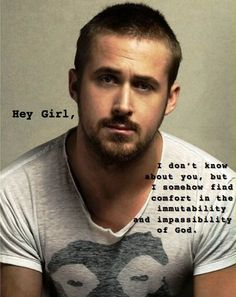 Hey Girl,
I don't know
about you, but
I somehow find
comfort in the
immutability
and impassibility
of God.